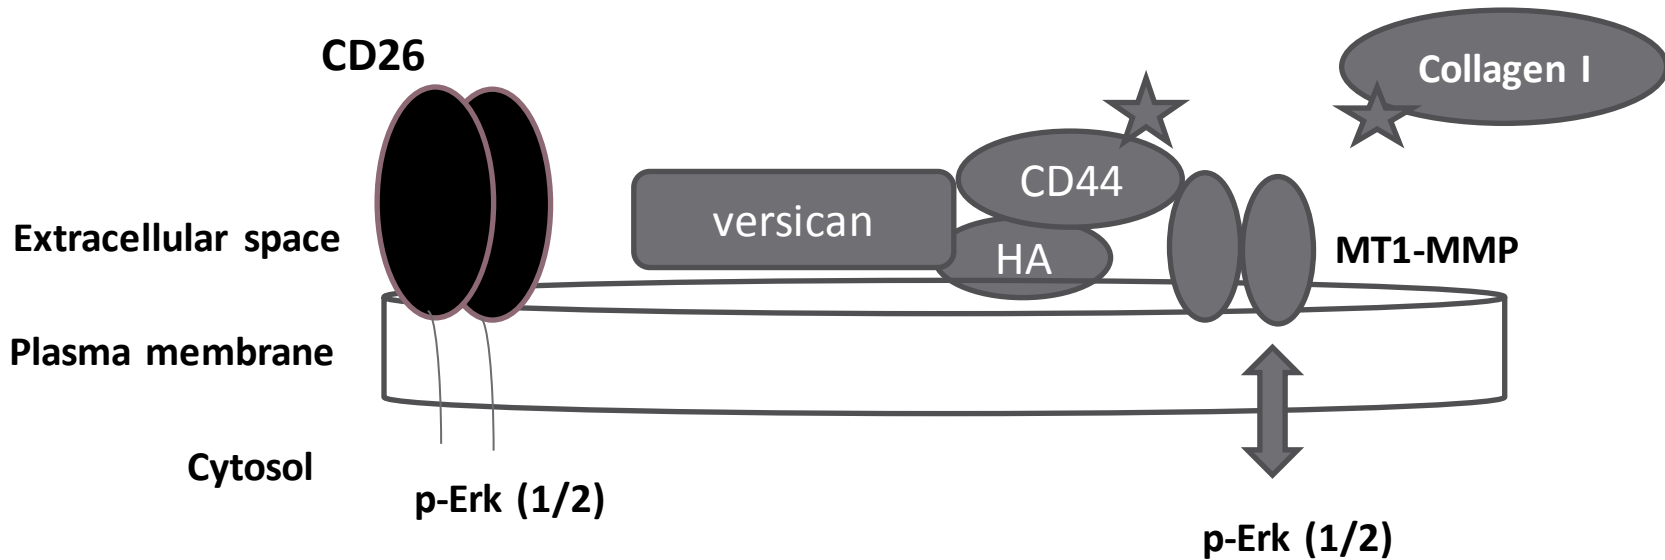 CD26
Collagen I
CD44
versican
Extracellular space
HA
MT1-MMP
Plasma membrane
Cytosol
p-Erk (1/2)
p-Erk (1/2)